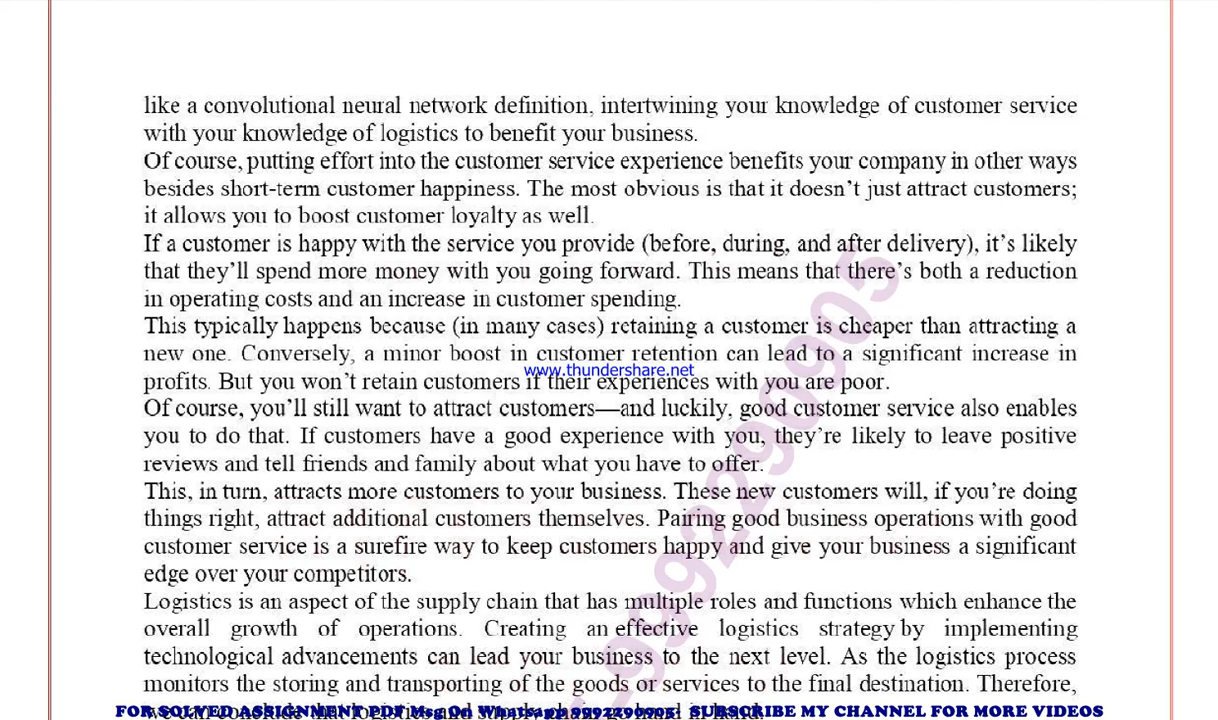 like a convolutional neural network definition, intertwining your knowledge of customer service
with your knowledge of logistics to benefit your business.
Of course, putting effort into the customer service experience benefits your company in other ways
besides short-term customer happiness. The most obvious is that it doesn't just attract customers;
it allows you to boost customer loyalty as well.
If a customer is happy with the service you provide (before, during, and after delivery), it's likely
that they'll spend more money with you going forward. This means that there's both a reduction
in operating costs and an increase in customer spending.
This typically happens because (in many cases) retaining a customer is cheaper than attracting a
new one. Conversely, a minor boost in customer retention can lead to a significant increase in
www.thundershare.net
profits. But you won't retain customers if their experiences with you are poor.
Of course, you'll still want to attract customers—and luckily, good customer service also enables
you to do that. If customers have a good experience with you, they're likely to leave positive
reviews and tell friends and family about what you have to offer.
This, in turn, attracts more customers to your business. These new customers will, if you're doing
things right, attract additional customers themselves. Pairing good business operations with good
customer service is a surefire way to keep customers happy and give your business a significant
edge over your competitors.
Logistics is an aspect of the supply chain that has multiple roles and functions which enhance the
overall growth of operations. Creating an effective logistics strategy by implementing
technological advancements can lead your business to the next level. As the logistics process
monitors the storing and transporting of the goods or services to the final destination. Therefore,
FOR SOLVED ASSIGNMENT PDF Msg On Whatsapp 9992290905- SUBSCRIBE MY CHANNEL FOR MORE VIDEOS
9992290905